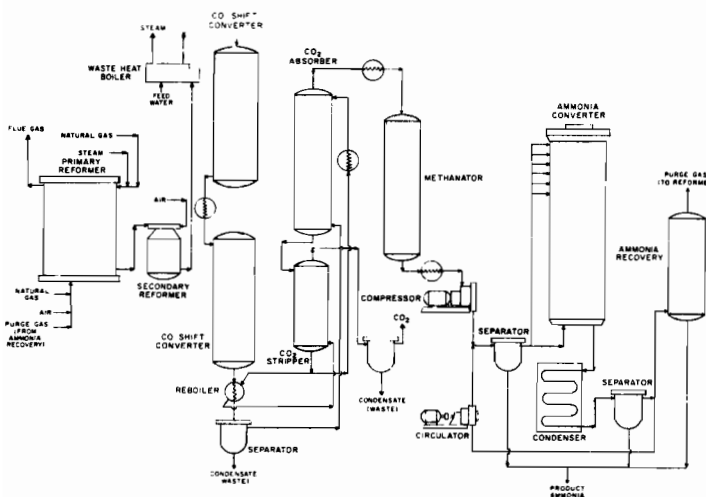 STEAM
WASTE HEAT
BOILER
FEED
WATER
FLUE GAS
NATURAL GAS
STEAM
PRIMARY
REFORMER
AIR
SECONDARY
REFORMER
NATURAL
GAS
AIR
PURGE GAS
(FROM
AMMONIA
RECOVERY)
CO SHIFT
CONVERTER
CO SHIFT
CONVERTER
REBOILER
SEPARATOR
CONDENSATE
WASTE)
CO2
ABSORBER
CO2
STRIPPER
METHANATOR
COMPRESSOR
CO2
CONDENSATE
(WASTE)
CIRCULATOR
SEPARATOR
AMMONIA
CONVERTER
CONDENSER
SEPARATOR
PURGE GAS
(TO REFORME
AMMONIA
RECOVERY
PRODUCT
AMMONIA